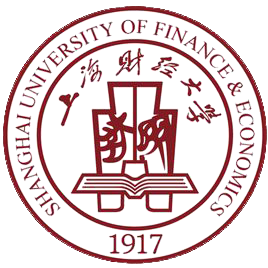 SHANGHAI UNIVERSITY OF FINANCE & ECONOMICS
上海财经大学
1917